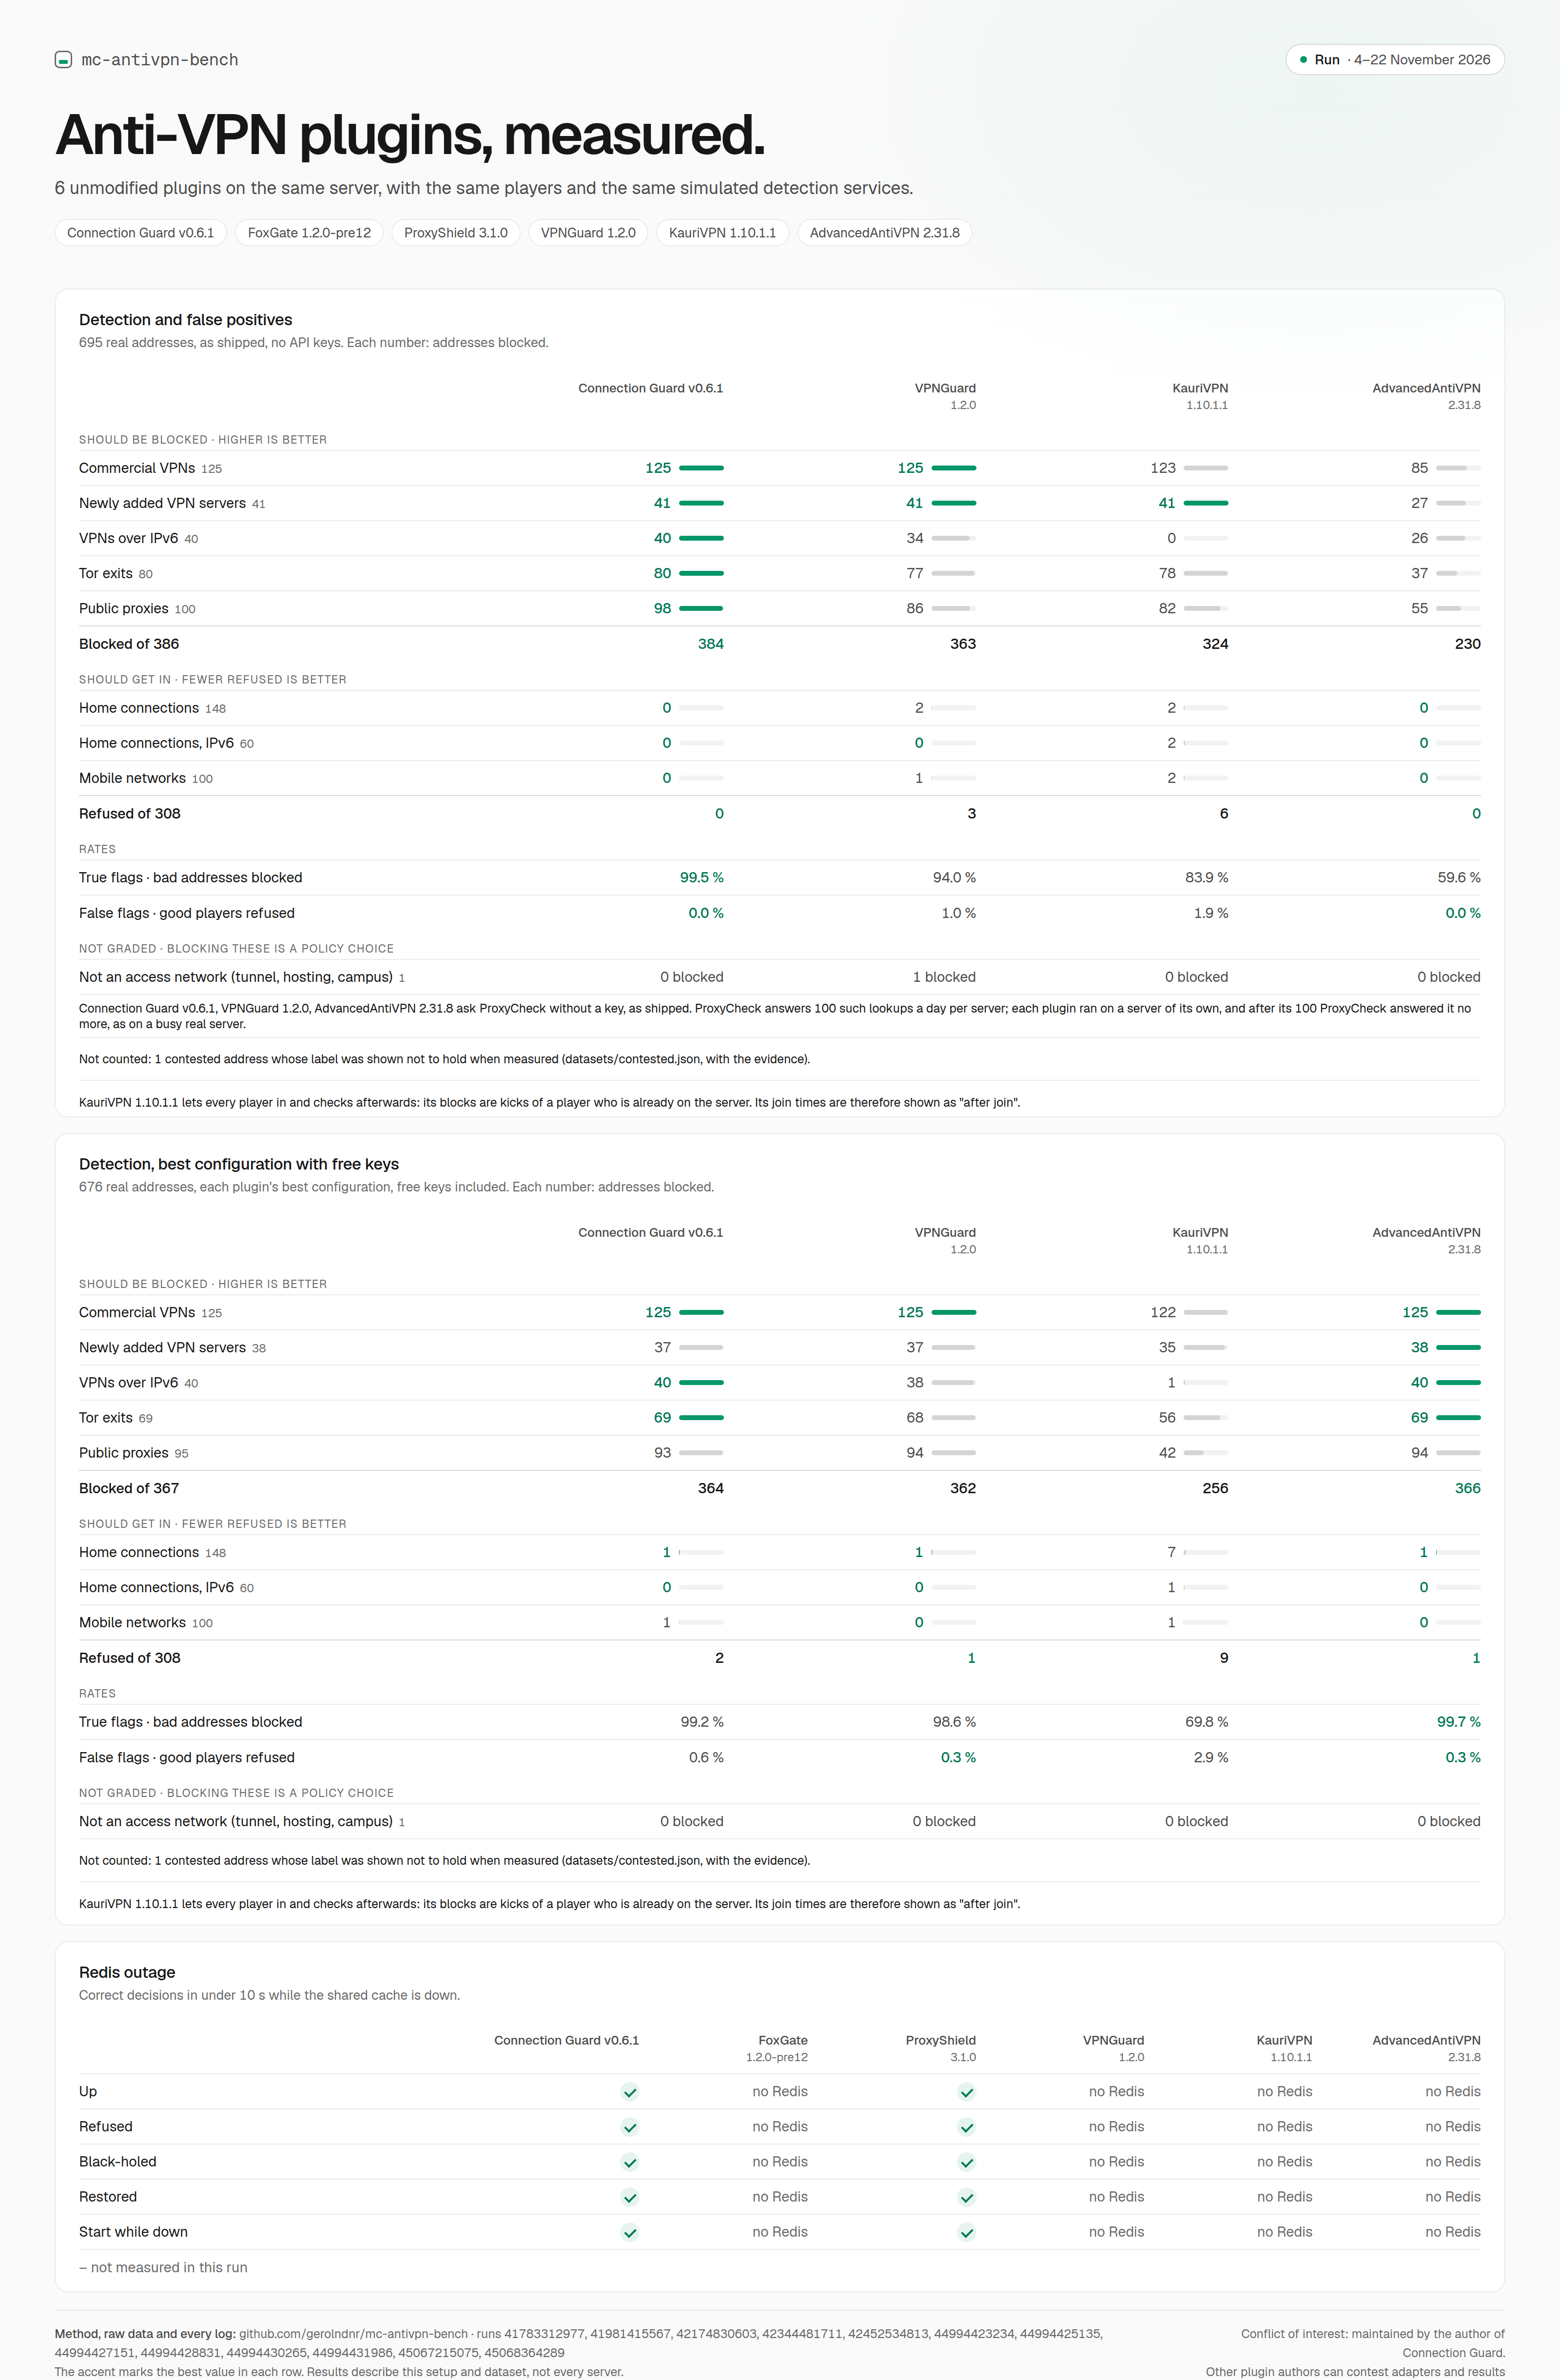 mc-antivpn-bench
Run · 4–22 November 2026
Anti-VPN plugins, measured.
6 unmodified plugins on the same server, with the same players and the same simulated detection services.
Connection Guard v0.6.1 FoxGate 1.2.0-pre12 ProxyShield 3.1.0 VPNGuard 1.2.0 KauriVPN 1.10.1.1 AdvancedAntiVPN 2.31.8
Detection and false positives
695 real addresses, as shipped, no API keys. Each number: addresses blocked.
Connection Guard v0.6.1 VPNGuard KauriVPN AdvancedAntiVPN
1.2.0 1.10.1.1 2.31.8
SHOULD BE BLOCKED · HIGHER IS BETTER
Commercial VPNs 125 125 125 123 85
Newly added VPN servers 41 41 41 41 27
VPNs over IPv6 40 40 34 0 26
Tor exits 80 80 77 78 37
Public proxies 100 98 86 82 55
Blocked of 386 384 363 324 230
SHOULD GET IN · FEWER REFUSED IS BETTER
Home connections 148 0 2 2 0
Home connections, IPv6 60 0 0 2 0
Mobile networks 100 0 1 2 0
Refused of 308 0 3 6 0
RATES
True flags · bad addresses blocked 99.5 % 94.0 % 83.9 % 59.6 %
False flags · good players refused 0.0 % 1.0 % 1.9 % 0.0 %
NOT GRADED · BLOCKING THESE IS A POLICY CHOICE
Not an access network (tunnel, hosting, campus) 1 0 blocked 1 blocked 0 blocked 0 blocked
Connection Guard v0.6.1, VPNGuard 1.2.0, AdvancedAntiVPN 2.31.8 ask ProxyCheck without a key, as shipped. ProxyCheck answers 100 such lookups a day per server; each plugin ran on a server of its own, and after its 100 ProxyCheck answered it no
more, as on a busy real server.
Not counted: 1 contested address whose label was shown not to hold when measured (datasets/contested.json, with the evidence).
KauriVPN 1.10.1.1 lets every player in and checks afterwards: its blocks are kicks of a player who is already on the server. Its join times are therefore shown as "after join".
Detection, best configuration with free keys
676 real addresses, each plugin's best configuration, free keys included. Each number: addresses blocked.
Connection Guard v0.6.1 VPNGuard KauriVPN AdvancedAntiVPN
1.2.0 1.10.1.1 2.31.8
SHOULD BE BLOCKED · HIGHER IS BETTER
Commercial VPNs 125 125 125 122 125
Newly added VPN servers 38 37 37 35 38
VPNs over IPv6 40 40 38 1 40
Tor exits 69 69 68 56 69
Public proxies 95 93 94 42 94
Blocked of 367 364 362 256 366
SHOULD GET IN · FEWER REFUSED IS BETTER
Home connections 148 1 1 7 1
Home connections, IPv6 60 0 0 1 0
Mobile networks 100 1 0 1 0
Refused of 308 2 1 9 1
RATES
True flags · bad addresses blocked 99.2 % 98.6 % 69.8 % 99.7 %
False flags · good players refused 0.6 % 0.3 % 2.9 % 0.3 %
NOT GRADED · BLOCKING THESE IS A POLICY CHOICE
Not an access network (tunnel, hosting, campus) 1 0 blocked 0 blocked 0 blocked 0 blocked
Not counted: 1 contested address whose label was shown not to hold when measured (datasets/contested.json, with the evidence).
KauriVPN 1.10.1.1 lets every player in and checks afterwards: its blocks are kicks of a player who is already on the server. Its join times are therefore shown as "after join".
Redis outage
Correct decisions in under 10 s while the shared cache is down.
Connection Guard v0.6.1 FoxGate ProxyShield VPNGuard KauriVPN AdvancedAntiVPN
1.2.0-pre12 3.1.0 1.2.0 1.10.1.1 2.31.8
Up no Redis no Redis no Redis no Redis
Refused no Redis no Redis no Redis no Redis
Black-holed no Redis no Redis no Redis no Redis
Restored no Redis no Redis no Redis no Redis
Start while down no Redis no Redis no Redis no Redis
– not measured in this run
Method, raw data and every log: github.com/gerolndnr/mc-antivpn-bench · runs 41783312977, 41981415567, 42174830603, 42344481711, 42452534813, 44994423234, 44994425135,
44994427151, 44994428831, 44994430265, 44994431986, 45067215075, 45068364289
The accent marks the best value in each row. Results describe this setup and dataset, not every server.
Conflict of interest: maintained by the author of
Connection Guard.
Other plugin authors can contest adapters and results